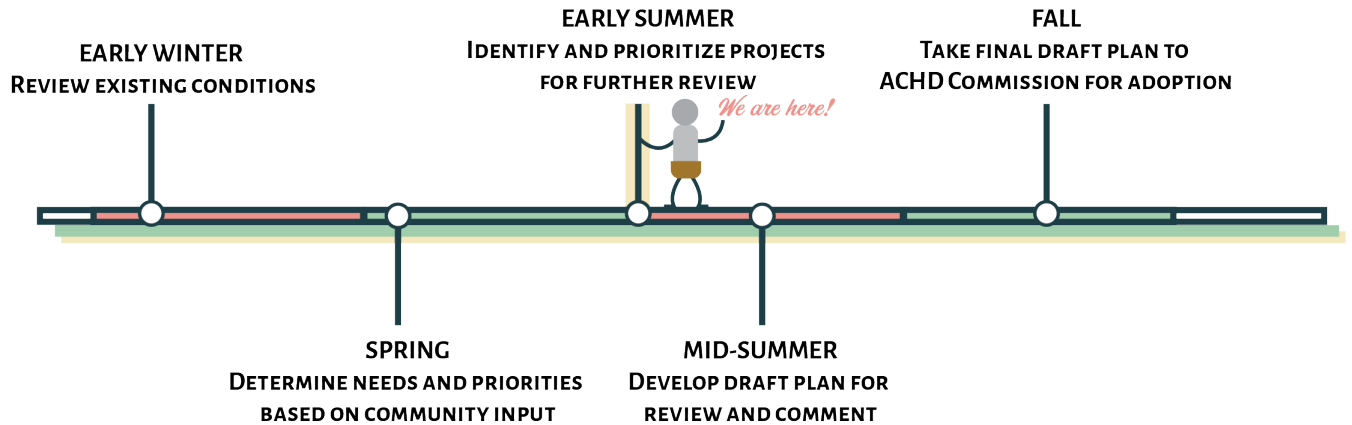 EARLY WINTER
REVIEW EXISTING CONDITIONS
SPRING
DETERMINE NEEDS AND PRIORITIES
BASED ON COMMUNITY INPUT
EARLY SUMMER
IDENTIFY AND PRIORITIZE PROJECTS
FOR FURTHER REVIEW
We are here!
MID-SUMMER
DEVELOP DRAFT PLAN FOR
REVIEW AND COMMENT
FALL
TAKE FINAL DRAFT PLAN TO
ACHD COMMISSION FOR ADOPTION